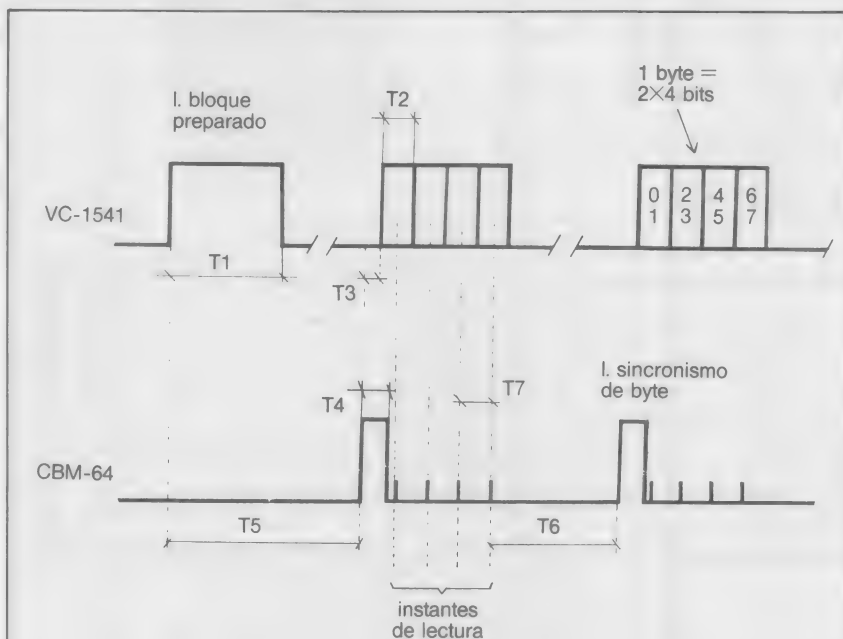 I. bloque
preparado
T2
1 byte =
2×4 bits
VC-1541
0 2 4 6
1 3 5 7
T1
T3
I. sincronismo
de byte
T4
T7
CBM-64
T5
T6
instantes
de lectura